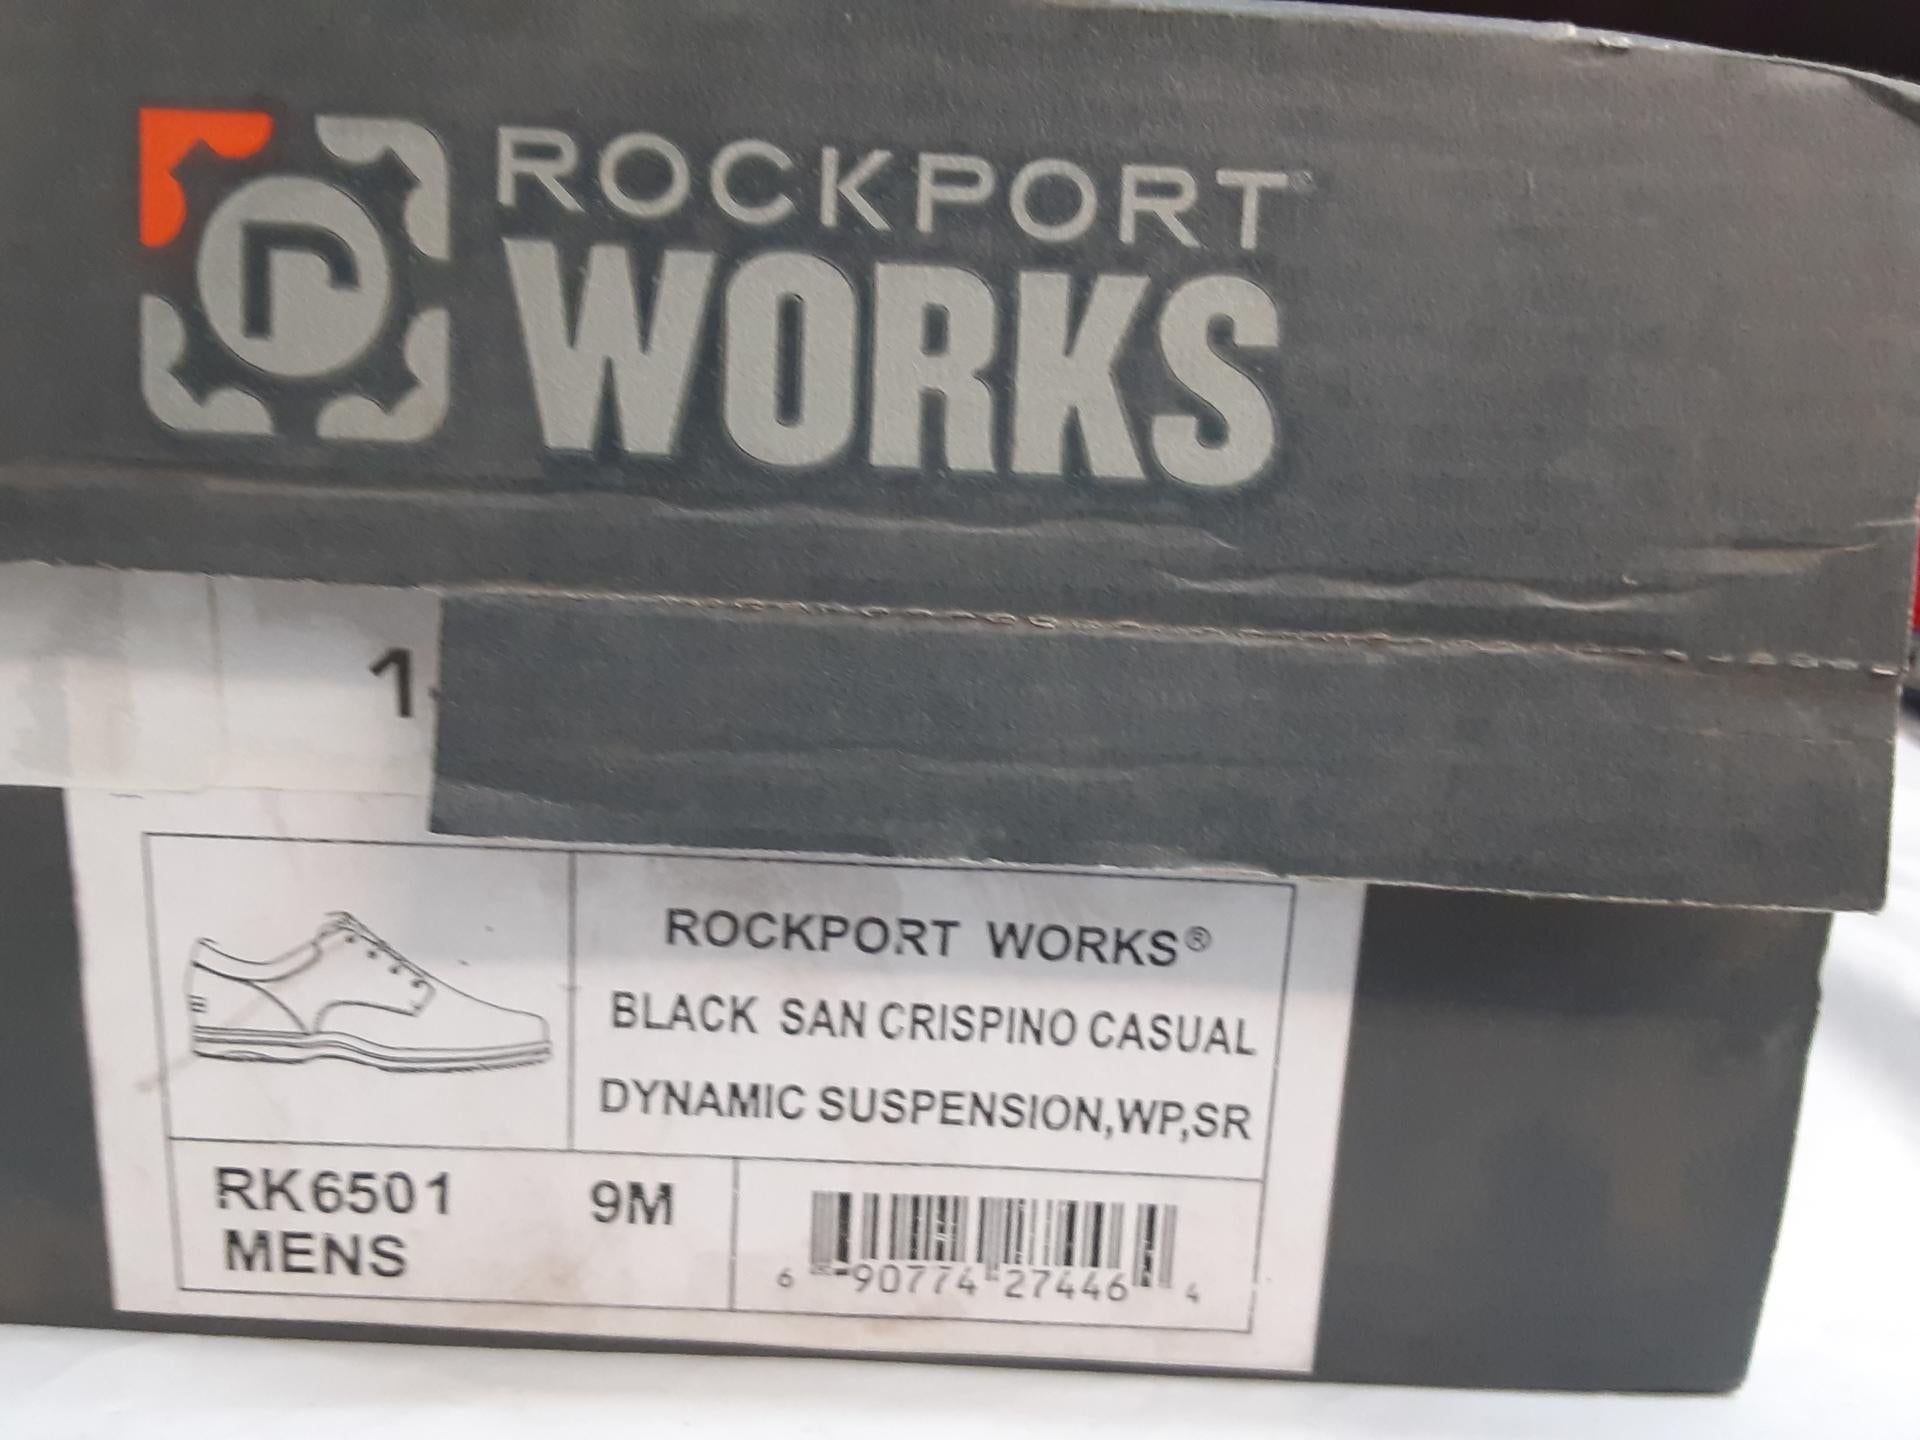 r
ROCKPORT
WORKS
1
ROCKPORT WORKS®
BLACK SAN CRISPINO CASUAL
DYNAMIC SUSPENSION,WP,SR
RK6501 9M
MENS
6 90774 27446 4